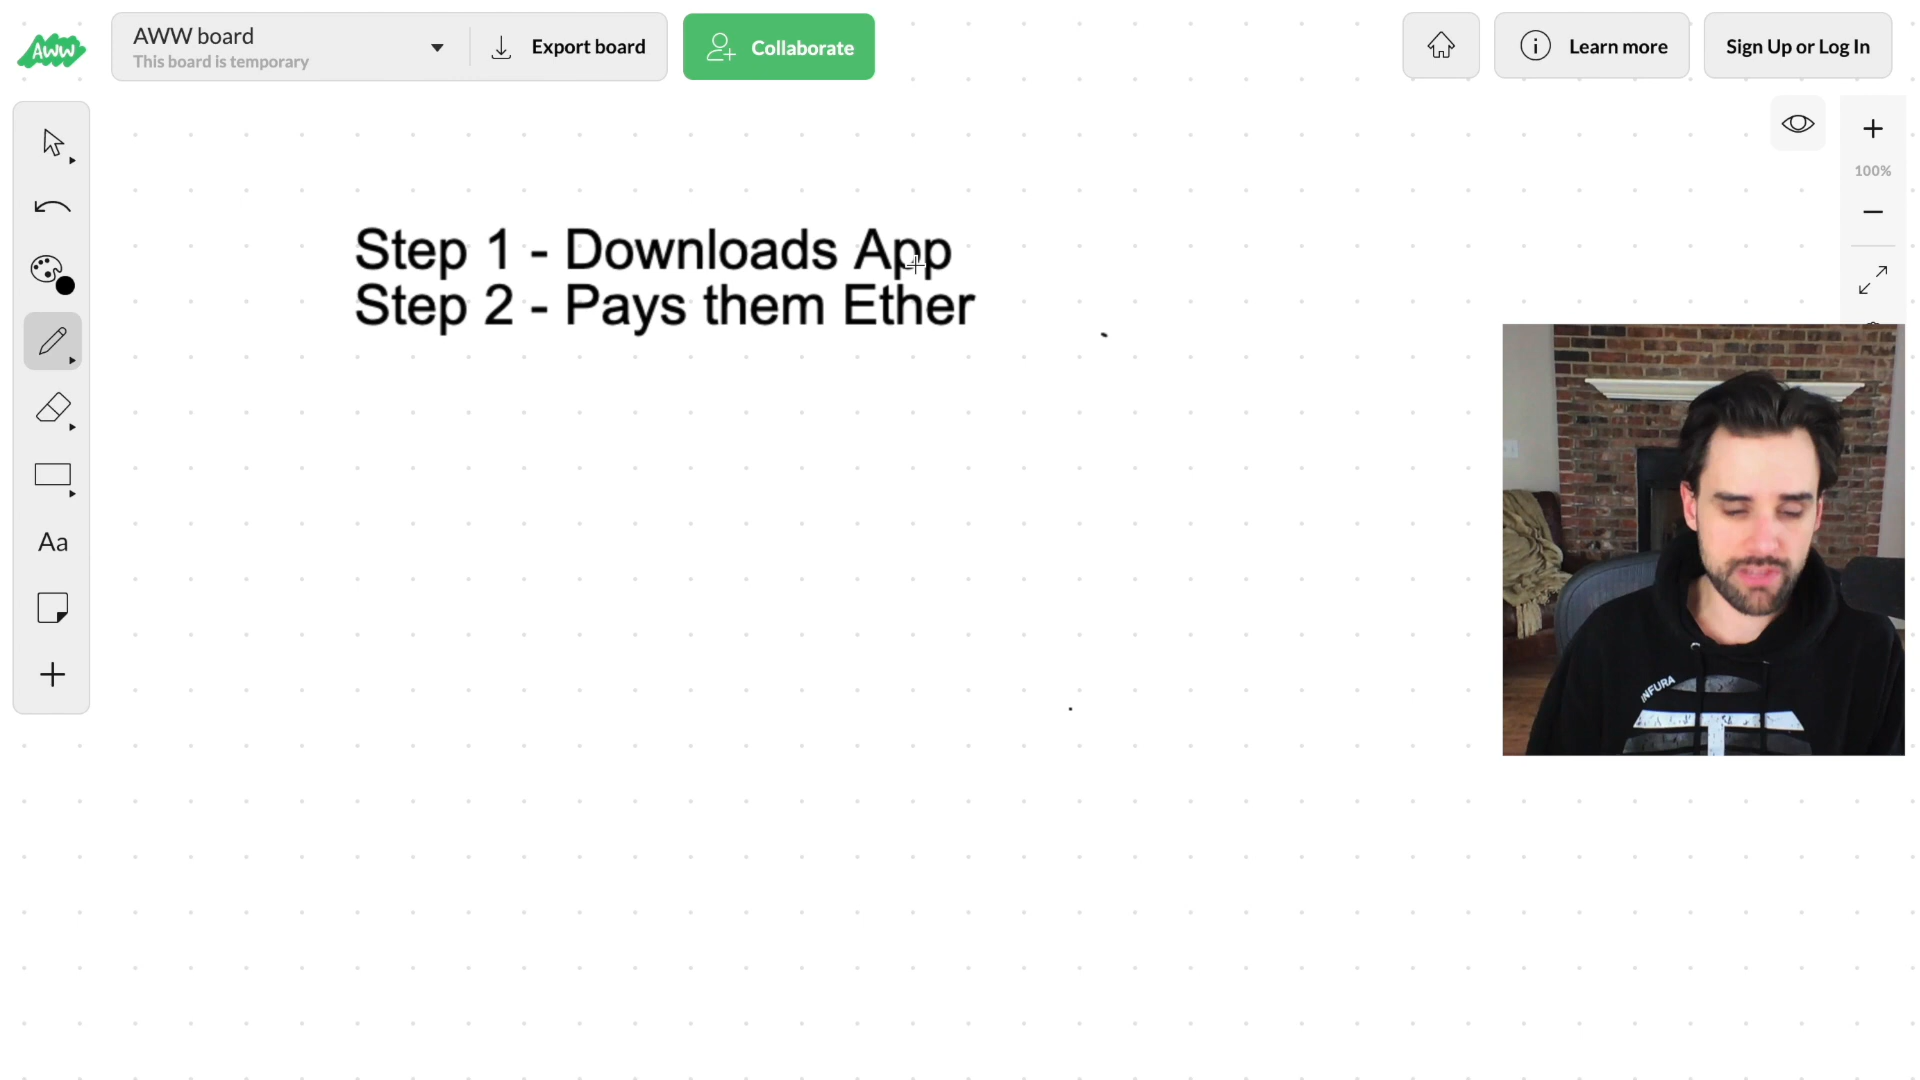 AWW
AWW board
This board is temporary
Export board
Collaborate
Learn more
Sign Up or Log In
100%
Step 1 - Downloads App
Step 2 - Pays them Ether
Aa
INFURA